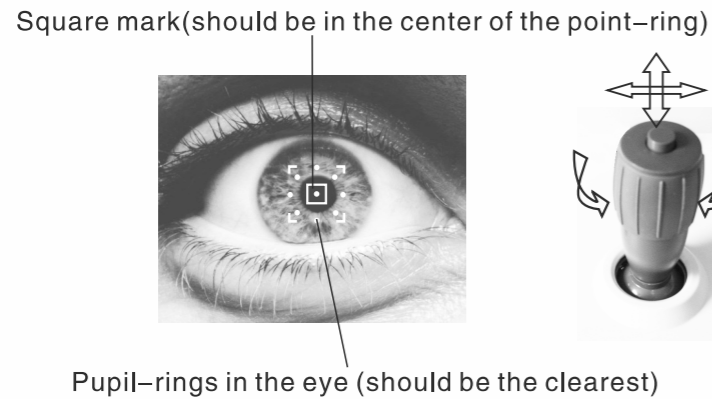 Square mark(should be in the center of the point–ring)
Pupil–rings in the eye (should be the clearest)